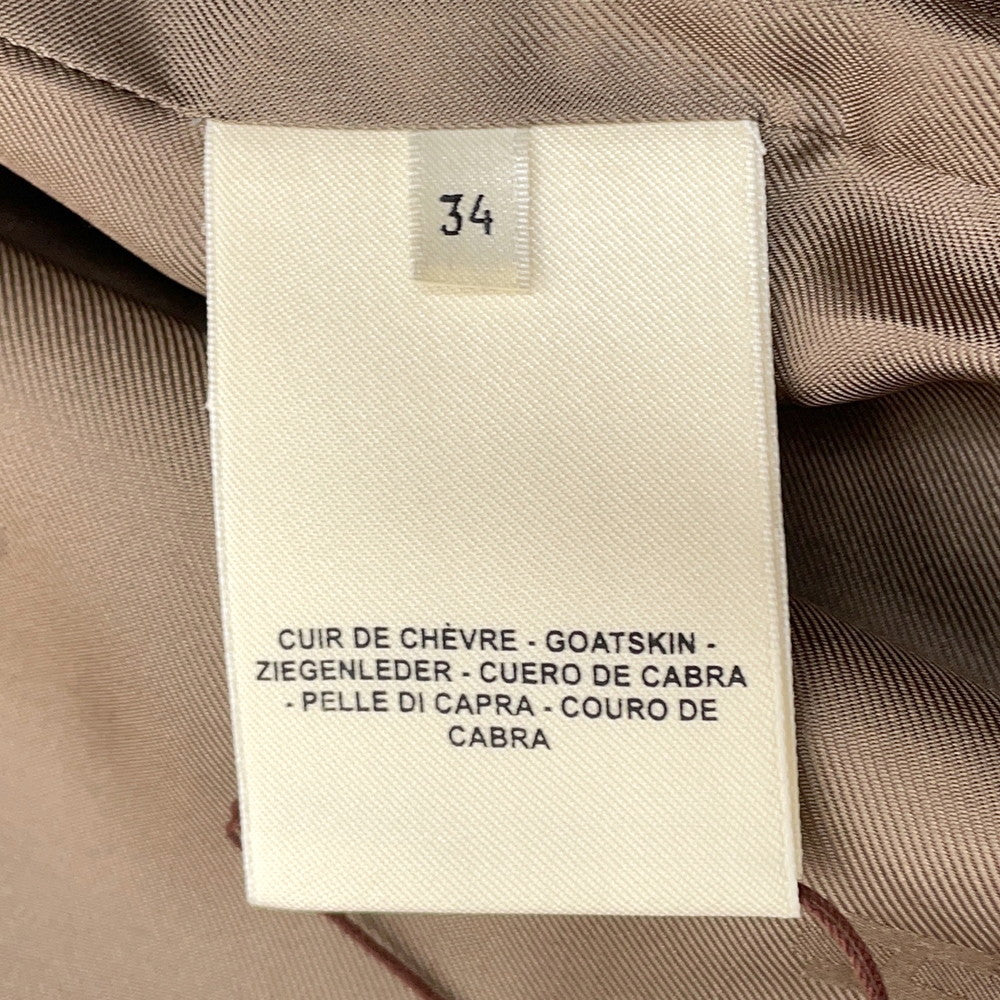 34
CUIR DE CHÈVRE - GOATSKIN -
ZIEGENLEDER - CUERO DE CABRA
- PELLE DI CAPRA - COURO DE
CABRA